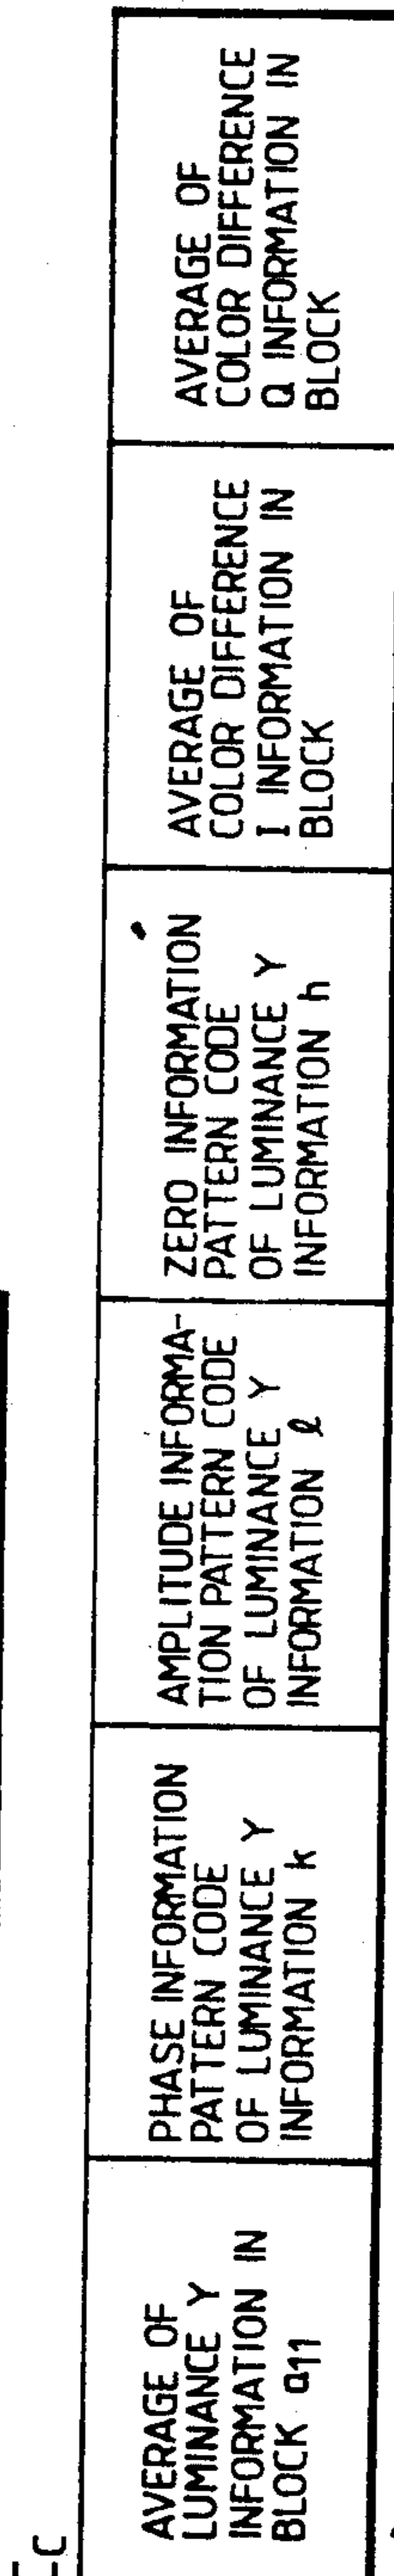 AVERAGE OF
LUMINANCE Y
INFORMATION IN
BLOCK a11
PHASE INFORMATION
PATTERN CODE
OF LUMINANCE Y
INFORMATION k
AMPLITUDE INFORMA-
TION PATTERN CODE
OF LUMINANCE Y
INFORMATION ℓ
ZERO INFORMATION
PATTERN CODE
OF LUMINANCE Y
INFORMATION h
AVERAGE OF
COLOR DIFFERENCE
I INFORMATION IN
BLOCK
AVERAGE OF
COLOR DIFFERENCE
Q INFORMATION IN
BLOCK